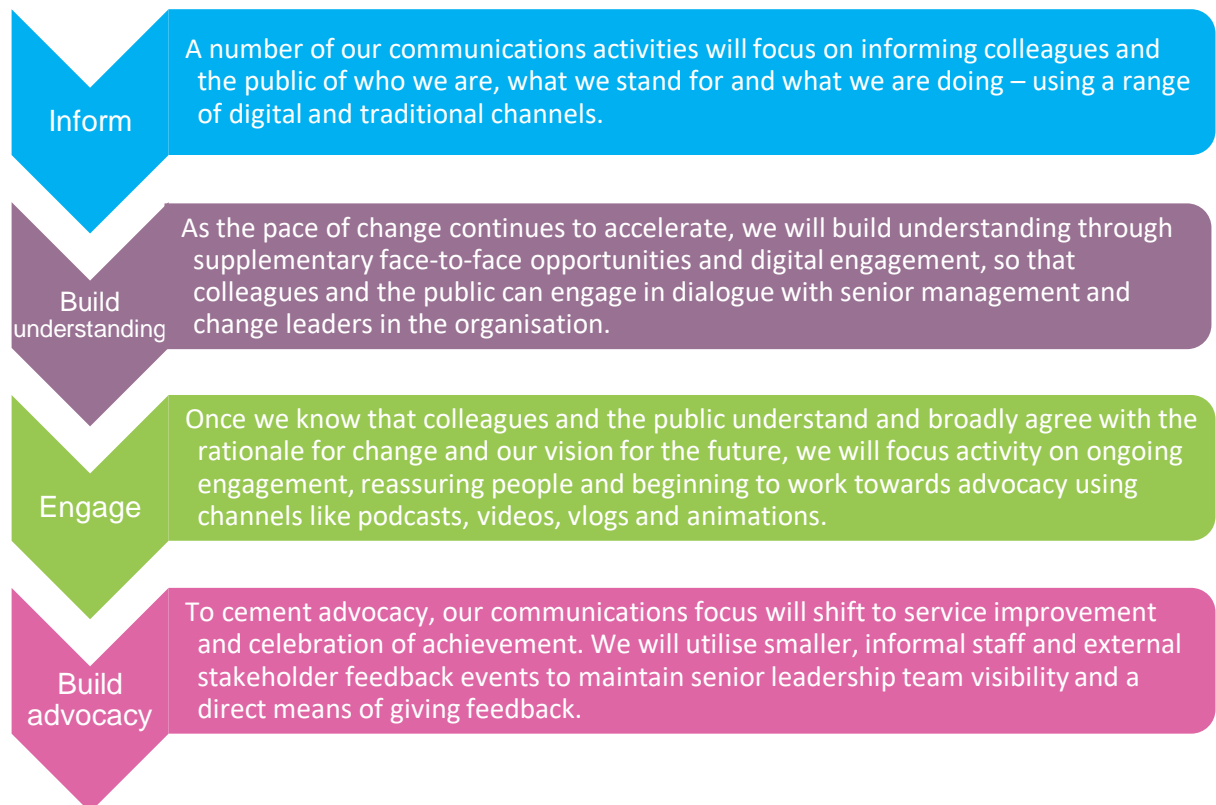 Inform
A number of our communications activities will focus on informing colleagues and
the public of who we are, what we stand for and what we are doing – using a range
of digital and traditional channels.
Build
understanding
As the pace of change continues to accelerate, we will build understanding through
supplementary face-to-face opportunities and digital engagement, so that
colleagues and the public can engage in dialogue with senior management and
change leaders in the organisation.
Engage
Once we know that colleagues and the public understand and broadly agree with the
rationale for change and our vision for the future, we will focus activity on ongoing
engagement, reassuring people and beginning to work towards advocacy using
channels like podcasts, videos, vlogs and animations.
Build
advocacy
To cement advocacy, our communications focus will shift to service improvement
and celebration of achievement. We will utilise smaller, informal staff and external
stakeholder feedback events to maintain senior leadership team visibility and a
direct means of giving feedback.